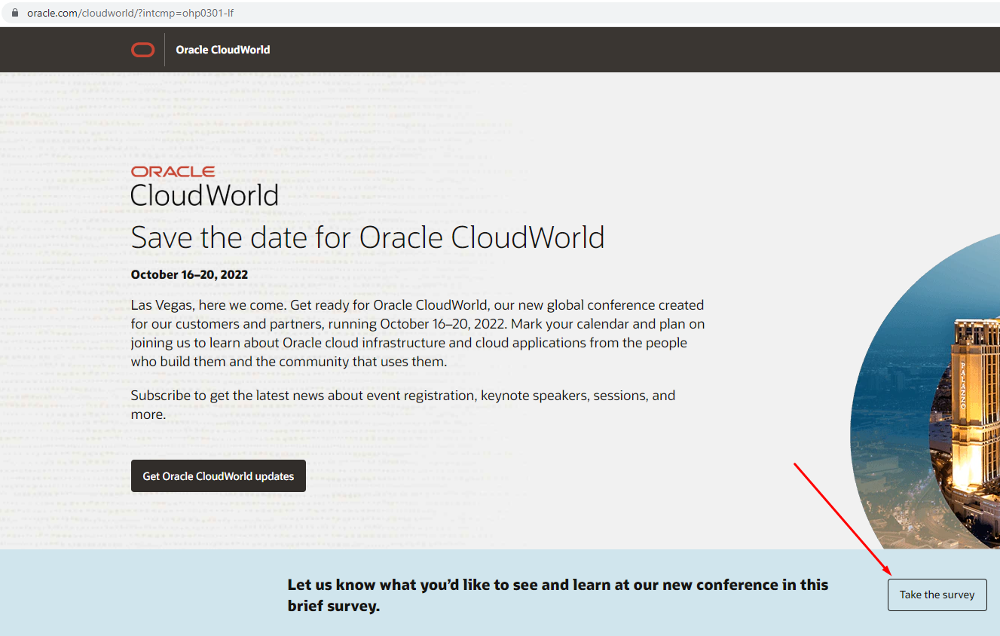 oracle.com/cloudworld/?intcmp=ohp0301-lf
Oracle CloudWorld
ORACLE
CloudWorld
Save the date for Oracle CloudWorld
October 16–20, 2022
Las Vegas, here we come. Get ready for Oracle CloudWorld, our new global conference created
for our customers and partners, running October 16–20, 2022. Mark your calendar and plan on
joining us to learn about Oracle cloud infrastructure and cloud applications from the people
who build them and the community that uses them.
Subscribe to get the latest news about event registration, keynote speakers, sessions, and
more.
PALAZZO
Get Oracle CloudWorld updates
Let us know what you’d like to see and learn at our new conference in this
brief survey.
Take the survey